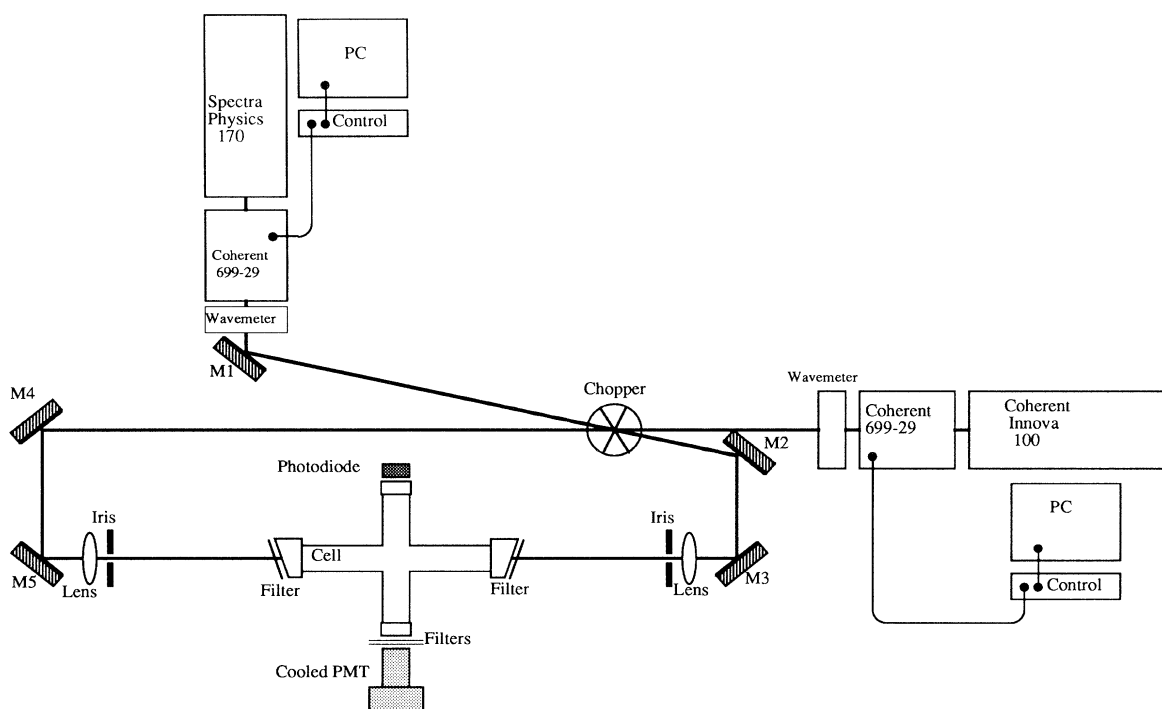 PC
Spectra
Physics
170
Control
Coherent
699-29
Wavemeter
M1
M4
Chopper
Wavemeter
M2
Coherent
699-29
Coherent
Innova
100
Photodiode
PC
Iris
Iris
Cell
M5
Lens
Filter
Filter
Lens
M3
Control
Filters
Cooled PMT